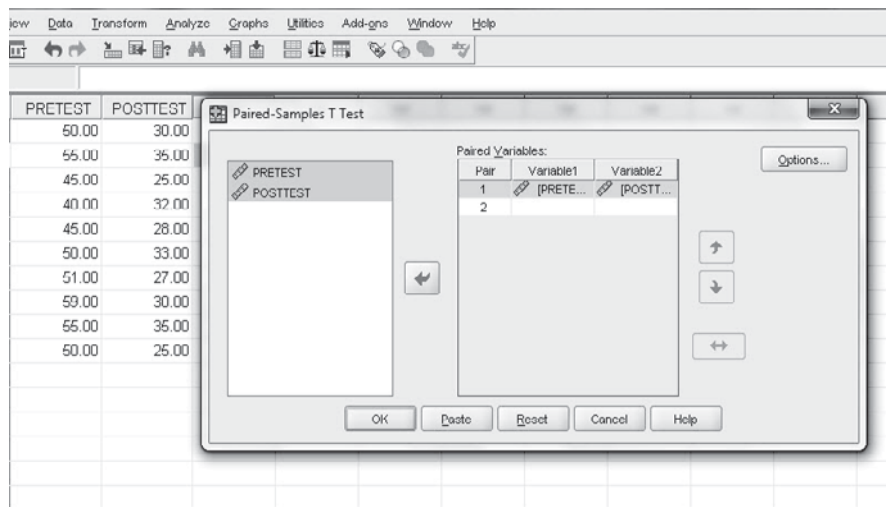 iew Data Transform Analyze Graphs Utilities Add-ons Window Help
PRETEST POSTTEST
50.00 30.00
55.00 35.00
45.00 25.00
40.00 32.00
45.00 28.00
50.00 33.00
51.00 27.00
59.00 30.00
55.00 35.00
50.00 25.00
Paired-Samples T Test
PRETEST
POSTTEST
Paired Variables:
Pair Variable1 Variable2
1 [PRETE... [POSTT...
2
Options...
OK Paste Reset Cancel Help